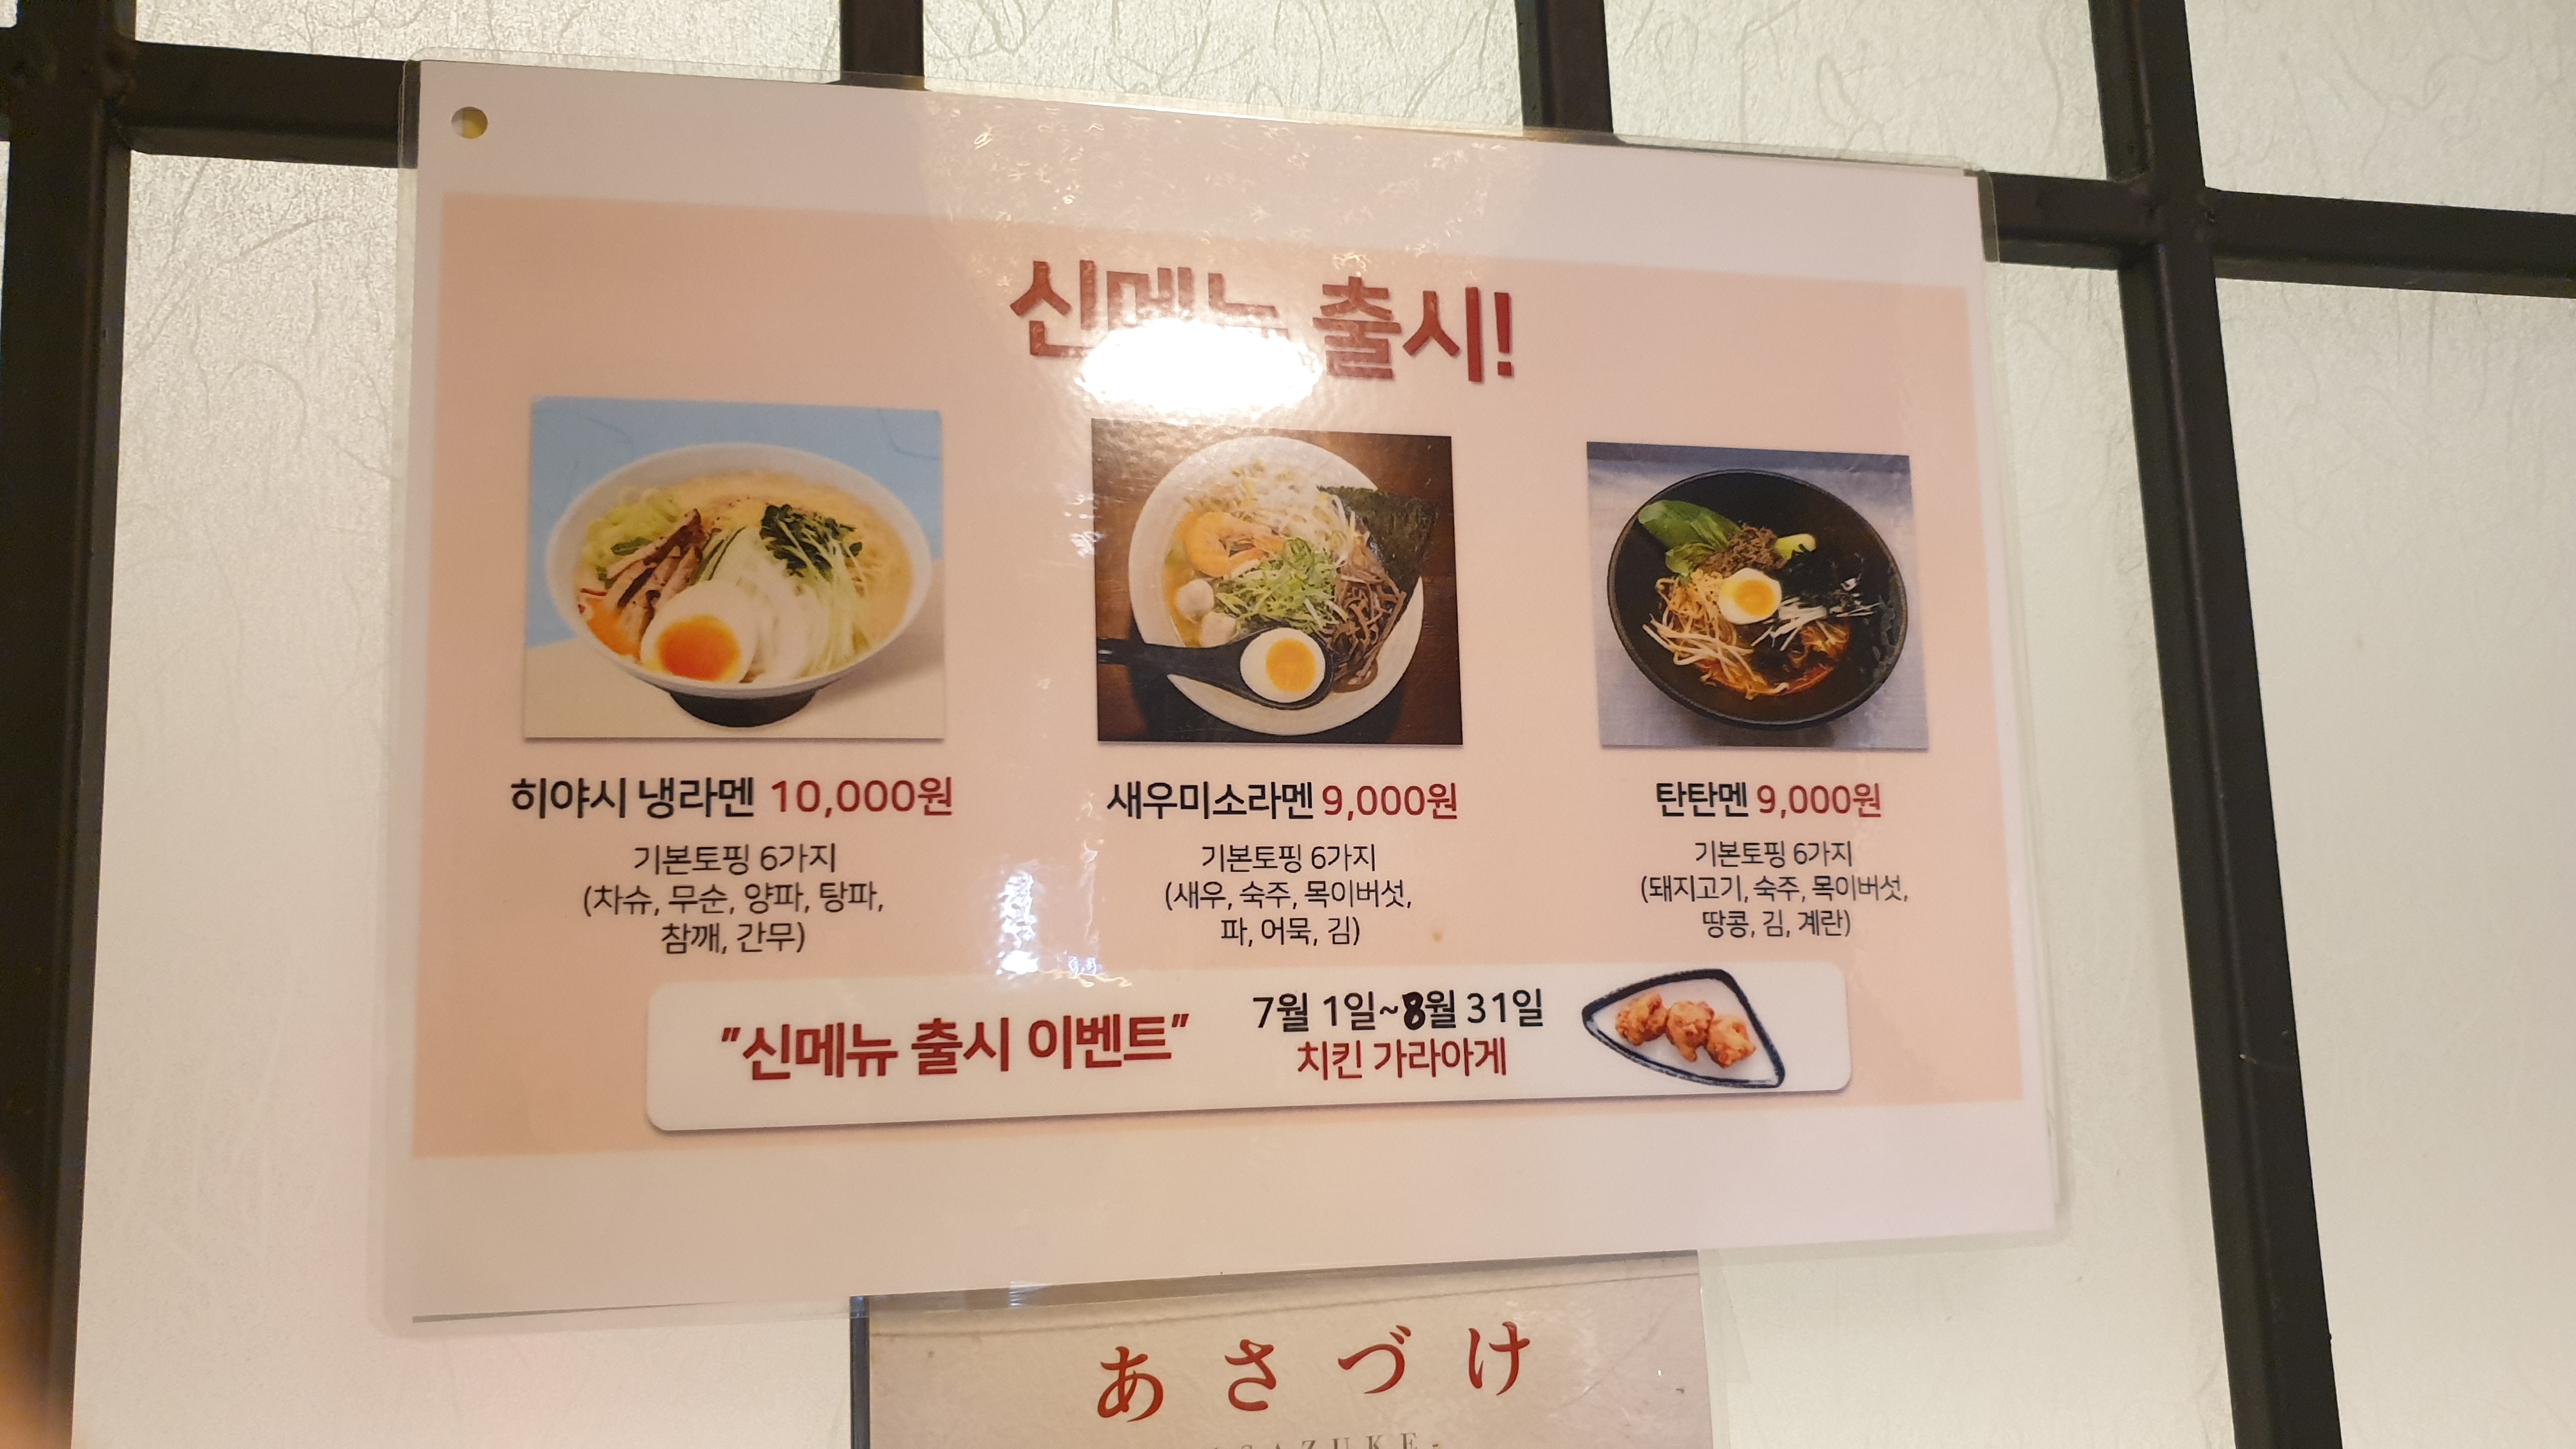 신메뉴 출시!
히야시 냉라멘 10,000원
기본토핑 6가지
(차슈, 무순, 양파, 탕파,
참깨, 간무)
새우미소라멘 9,000원
기본토핑 6가지
(새우, 숙주, 목이버섯,
파, 어묵, 김)
탄탄멘 9,000원
기본토핑 6가지
(돼지고기, 숙주, 목이버섯,
땅콩, 김, 계란)
"신메뉴 출시 이벤트"
7월 1일~8월 31일
치킨 가라아게
あさづけ